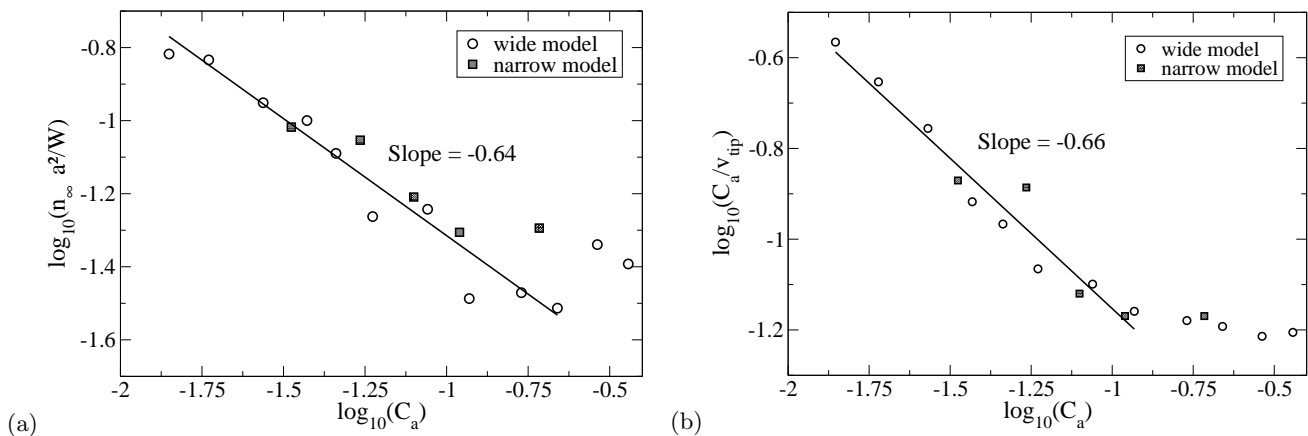 wide model
narrow model
Slope = -0.64
log₁₀(n∞ a²/W)
-0.8
-1
-1.2
-1.4
-1.6
-2
-1.75
-1.5
-1.25
-1
-0.75
-0.5
log₁₀(Cₐ)
(a)
wide model
narrow model
Slope = -0.66
log₁₀(Cₐ/v_tip)
-0.6
-0.8
-1
-1.2
-2
-1.75
-1.5
-1.25
-1
-0.75
-0.5
log₁₀(Cₐ)
(b)